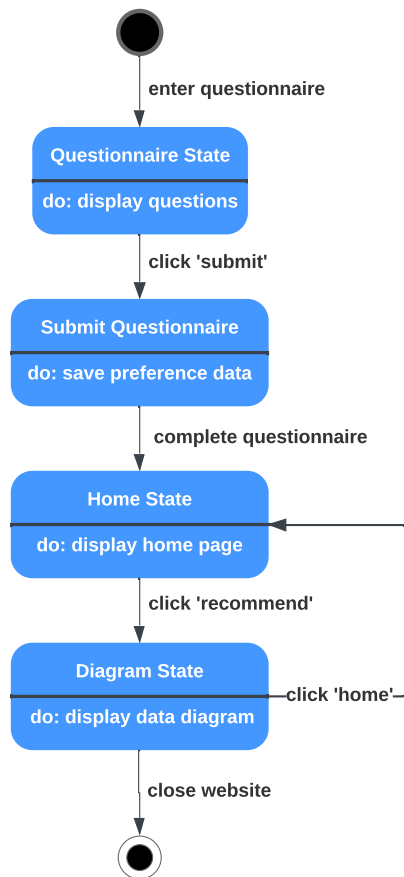 enter questionnaire
Questionnaire State
do: display questions
click 'submit'
Submit Questionnaire
do: save preference data
complete questionnaire
Home State
do: display home page
click 'recommend'
Diagram State
click 'home'
do: display data diagram
close website